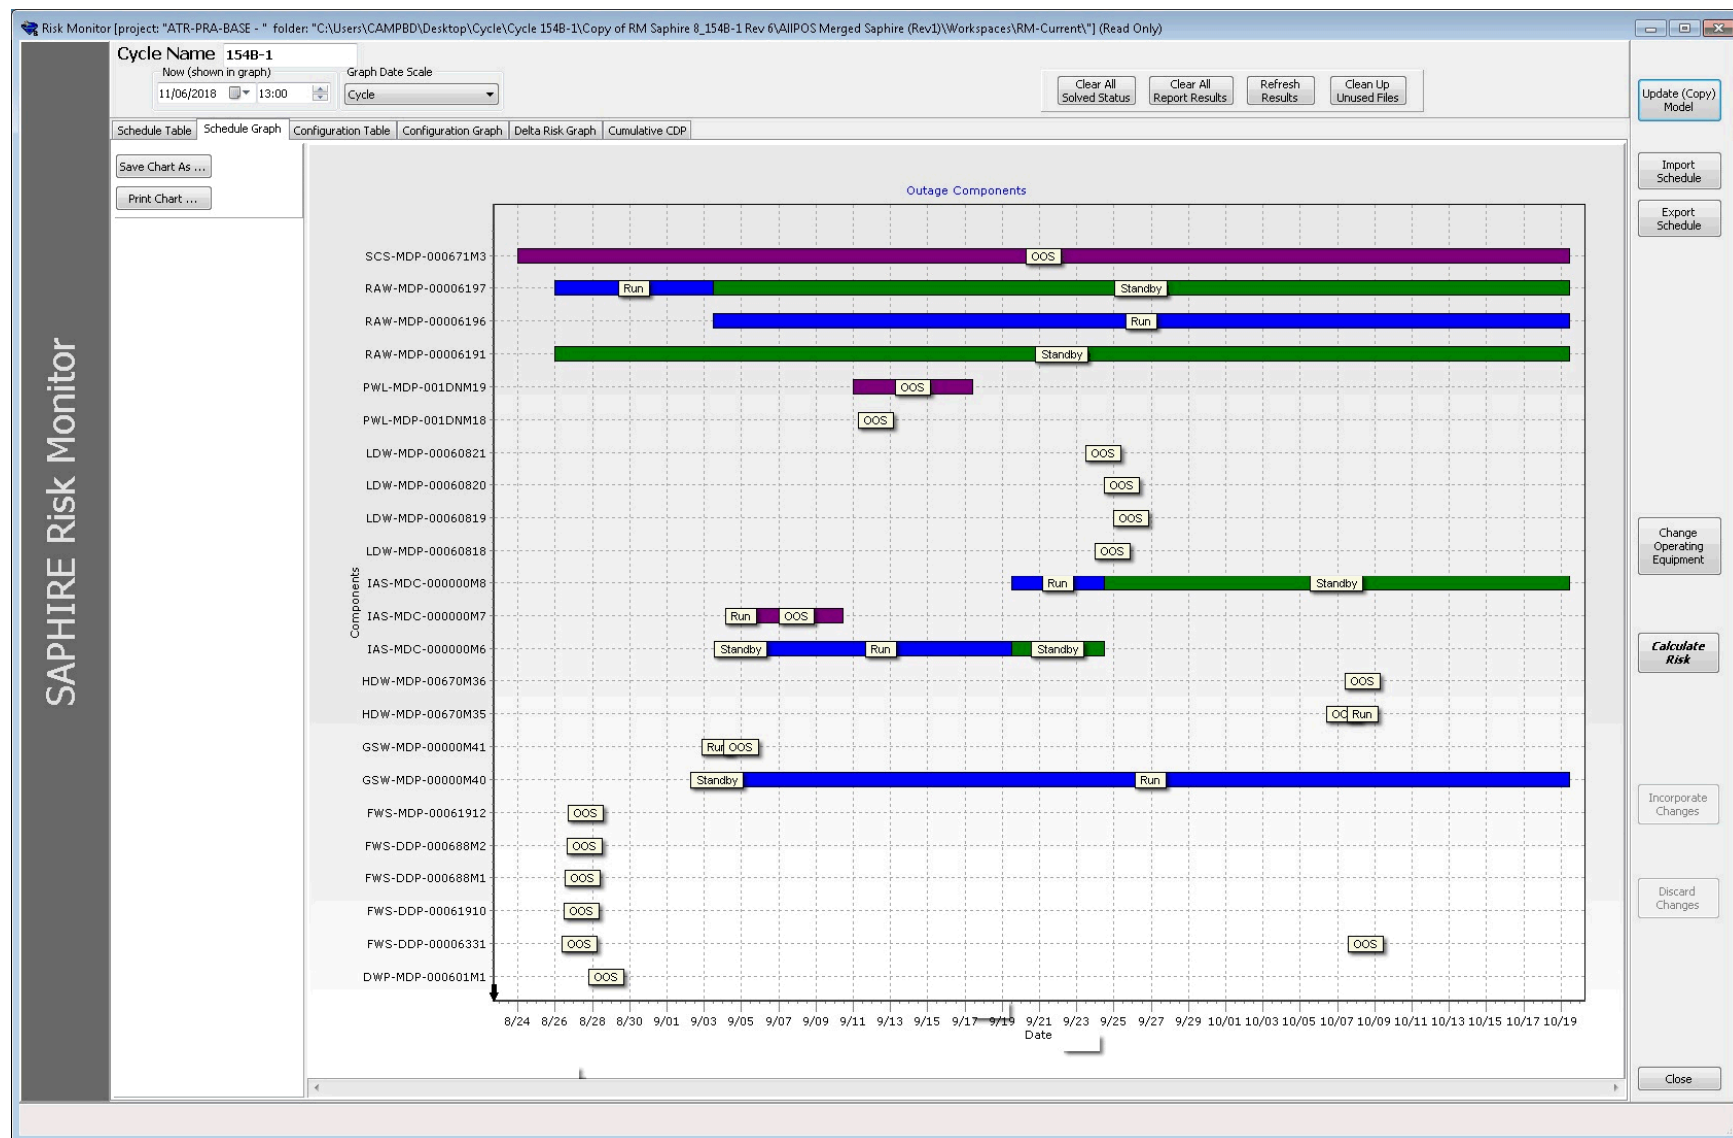 Risk Monitor [project: "ATR-PRA-BASE - " folder: "C:\Users\CAMPBD\Desktop\Cycle\Cycle 154B-1\Copy of RM Saphire 8_154B-1 Rev 6\AllPOS Merged Saphire (Rev1)\Workspaces\RM-Current\"] (Read Only)
SAPHIRE Risk Monitor
Cycle Name 154B-1
Now (shown in graph) Graph Date Scale
11/06/2018 13:00 Cycle
Clear All
Solved Status
Clear All
Report Results
Refresh
Results
Clean Up
Unused Files
Update (Copy)
Model
Schedule Table Schedule Graph Configuration Table Configuration Graph Delta Risk Graph Cumulative CDP
Save Chart As ...
Print Chart ...
Import
Schedule
Export
Schedule
Change
Operating
Equipment
Calculate
Risk
Incorporate
Changes
Discard
Changes
Close
Outage Components
Components
SCS-MDP-000671M3 OOS
RAW-MDP-00006197 Run Standby
RAW-MDP-00006196 Run
RAW-MDP-00006191 Standby
PWL-MDP-001DNM19 OOS
PWL-MDP-001DNM18 OOS
LDW-MDP-00060821 OOS
LDW-MDP-00060820 OOS
LDW-MDP-00060819 OOS
LDW-MDP-00060818 OOS
IAS-MDC-000000M8 Run Standby
IAS-MDC-000000M7 Run OOS
IAS-MDC-000000M6 Standby Run Standby
HDW-MDP-00670M36 OOS
HDW-MDP-00670M35 OO Run
GSW-MDP-00000M41 Run OOS
GSW-MDP-00000M40 Standby Run
FWS-MDP-00061912 OOS
FWS-DDP-000688M2 OOS
FWS-DDP-000688M1 OOS
FWS-DDP-00061910 OOS
FWS-DDP-00006331 OOS OOS
DWP-MDP-000601M1 OOS
8/24 8/26 8/28 8/30 9/01 9/03 9/05 9/07 9/09 9/11 9/13 9/15 9/17 9/19 9/21 9/23 9/25 9/27 9/29 10/01 10/03 10/05 10/07 10/09 10/11 10/13 10/15 10/17 10/19
Date